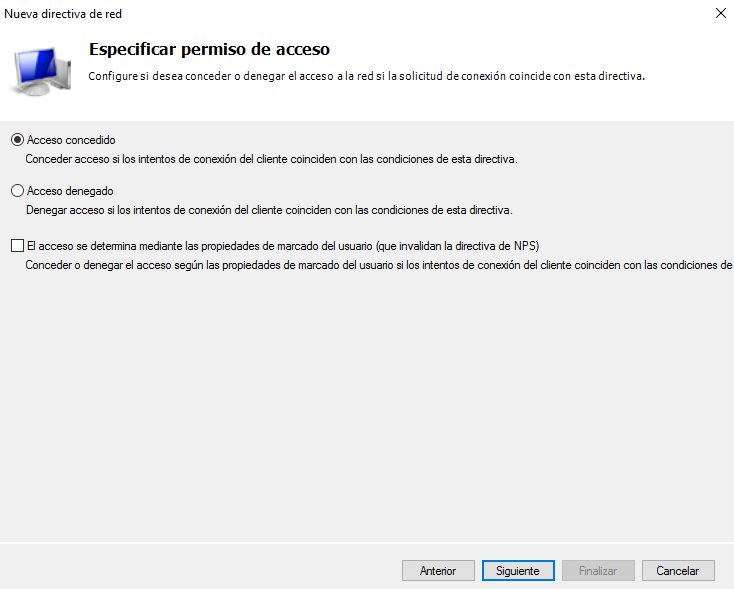 Nueva directiva de red
Especificar permiso de acceso
Configure si desea conceder o denegar el acceso a la red si la solicitud de conexión coincide con esta directiva.
Acceso concedido
Conceder acceso si los intentos de conexión del cliente coinciden con las condiciones de esta directiva.
Acceso denegado
Denegar acceso si los intentos de conexión del cliente coinciden con las condiciones de esta directiva.
El acceso se determina mediante las propiedades de marcado del usuario (que invalidan la directiva de NPS)
Conceder o denegar el acceso según las propiedades de marcado del usuario si los intentos de conexión del cliente coinciden con las condiciones de
Anterior
Siguiente
Finalizar
Cancelar